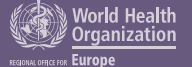 World Health
Organization
REGIONAL OFFICE FOR Europe